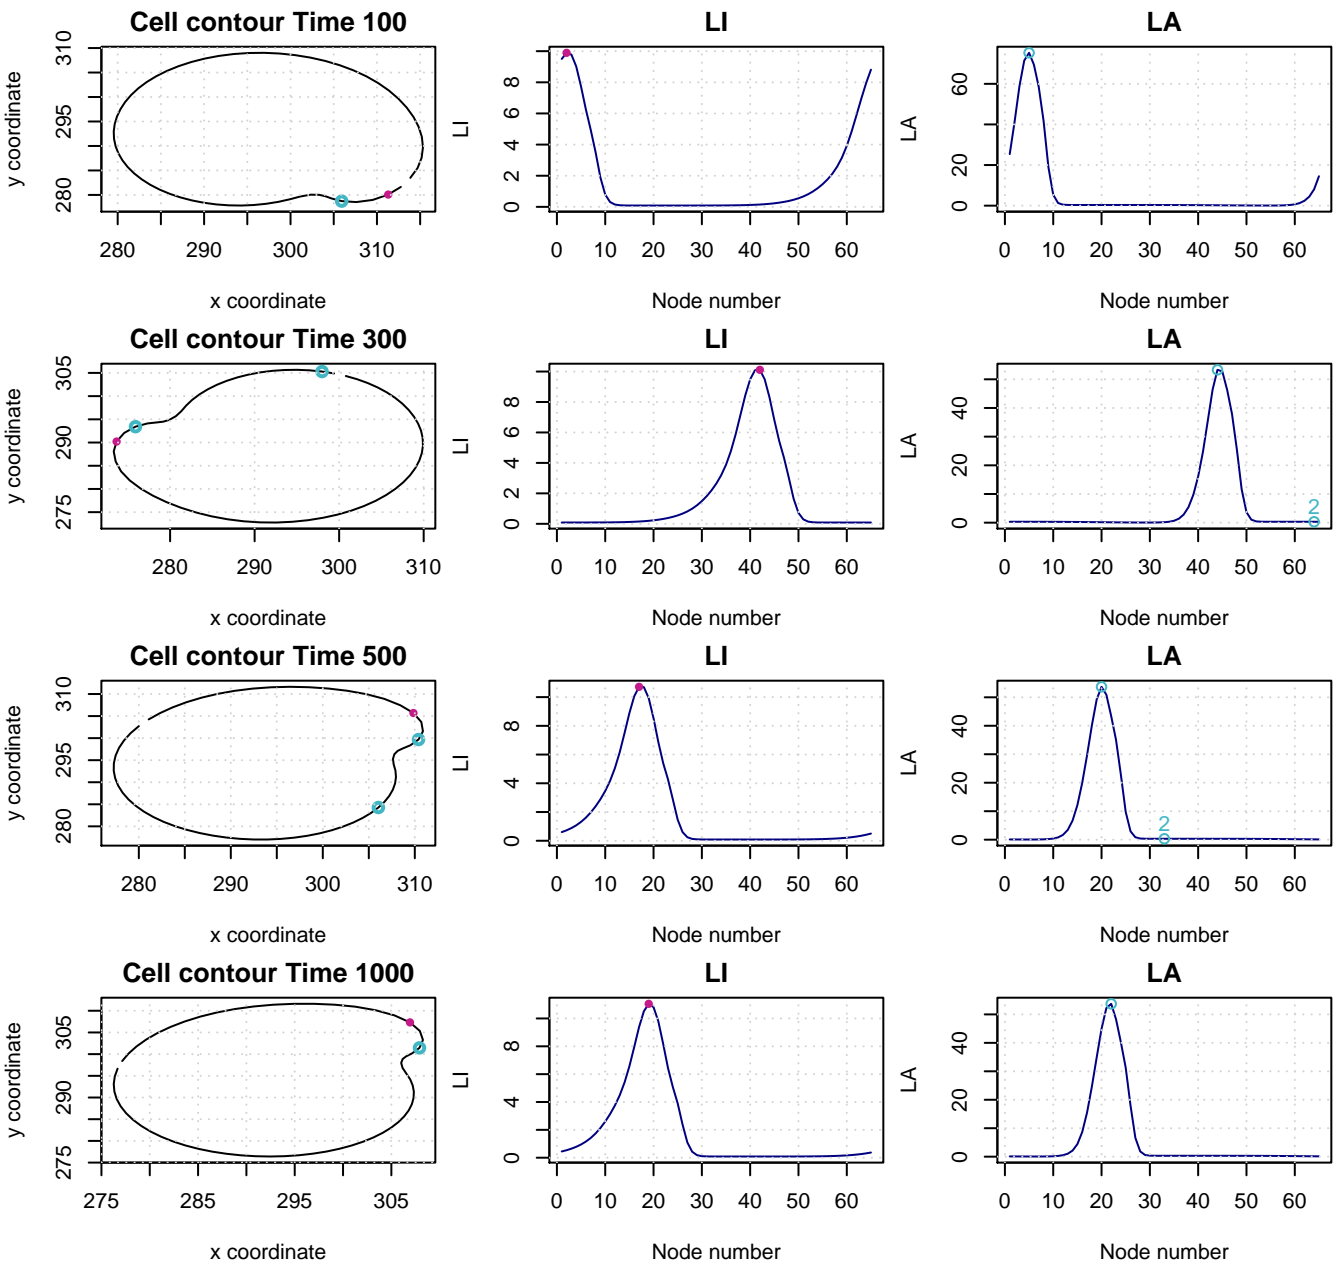 Cell contour Time 100
LI
LA
310
295
280
y coordinate
280 290 300 310
x coordinate
LI
8
6
4
2
0
0 10 20 30 40 50 60
Node number
LA
60
20
0
0 10 20 30 40 50 60
Node number
Cell contour Time 300
LI
LA
305
290
275
y coordinate
280 290 300 310
x coordinate
LI
8
6
4
2
0
0 10 20 30 40 50 60
Node number
LA
40
20
0
2
0 10 20 30 40 50 60
Node number
Cell contour Time 500
LI
LA
310
295
280
y coordinate
280 290 300 310
x coordinate
LI
8
4
0
0 10 20 30 40 50 60
Node number
LA
40
20
0
2
0 10 20 30 40 50 60
Node number
Cell contour Time 1000
LI
LA
305
290
275
y coordinate
275 285 295 305
x coordinate
LI
8
4
0
0 10 20 30 40 50 60
Node number
LA
40
20
0
0 10 20 30 40 50 60
Node number